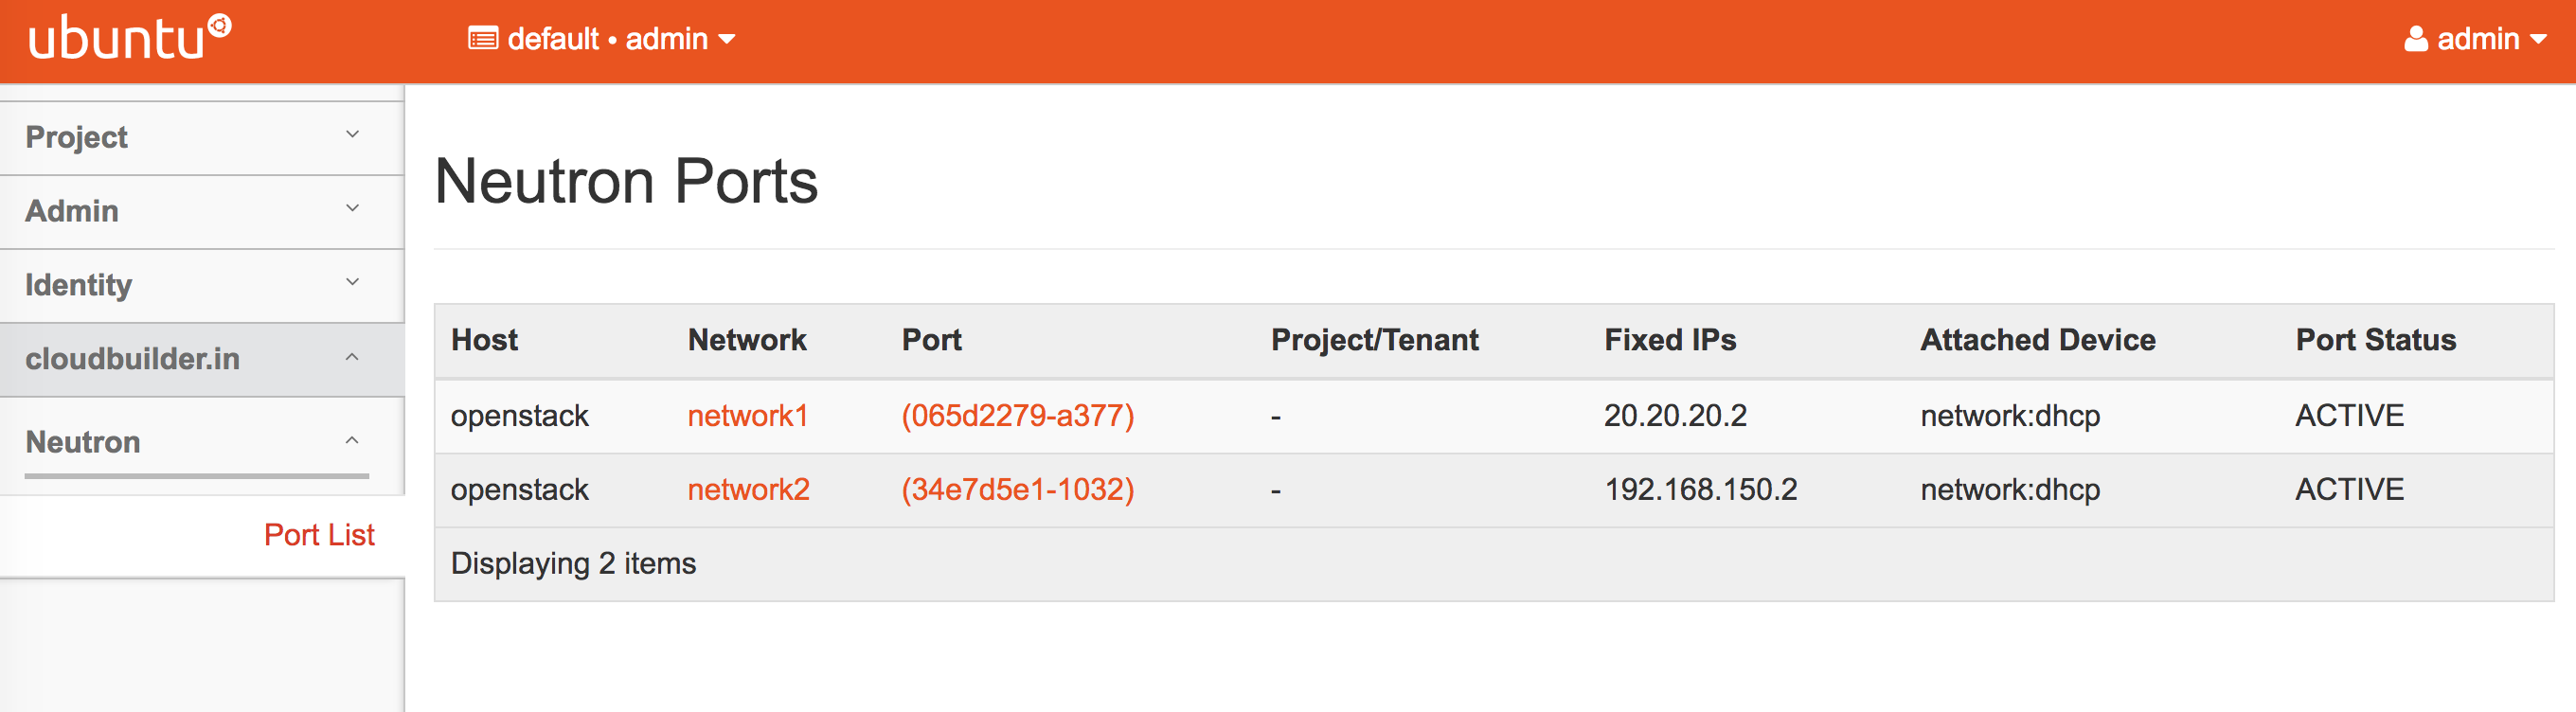 ubuntu default • admin admin
Project
Admin
Identity
cloudbuilder.in
Neutron
Port List
Neutron Ports
Host Network Port Project/Tenant Fixed IPs Attached Device Port Status
openstack network1 (065d2279-a377) - 20.20.20.2 network:dhcp ACTIVE
openstack network2 (34e7d5e1-1032) - 192.168.150.2 network:dhcp ACTIVE
Displaying 2 items